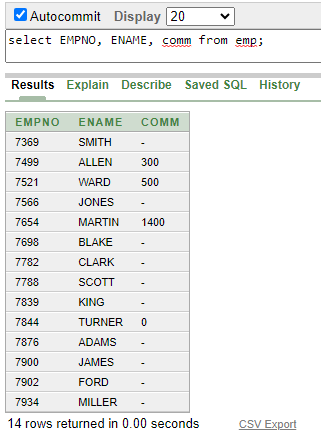 Autocommit Display 20
select EMPNO, ENAME, comm from emp;
Results Explain Describe Saved SQL History
EMPNO ENAME COMM
7369 SMITH -
7499 ALLEN 300
7521 WARD 500
7566 JONES -
7654 MARTIN 1400
7698 BLAKE -
7782 CLARK -
7788 SCOTT -
7839 KING -
7844 TURNER 0
7876 ADAMS -
7900 JAMES -
7902 FORD -
7934 MILLER -
14 rows returned in 0.00 seconds CSV Export